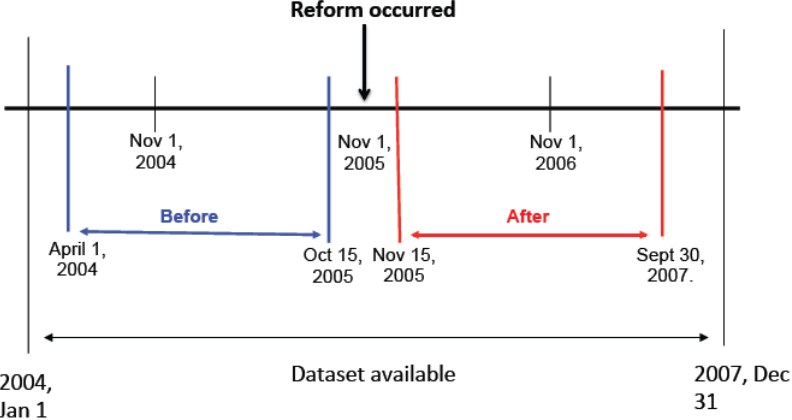 Reform occurred
Nov 1,
2004
Nov 1,
2005
Nov 1,
2006
Before
After
April 1,
2004
Oct 15,
2005
Nov 15,
2005
Sept 30,
2007.
Dataset available
2004,
Jan 1
2007, Dec
31